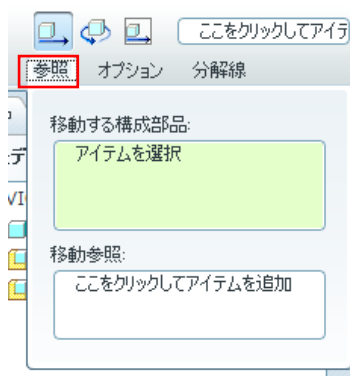 ここをクリックしてアイテ
参照 オプション 分解線
移動する構成部品:
アイテムを選択
移動参照:
ここをクリックしてアイテムを追加